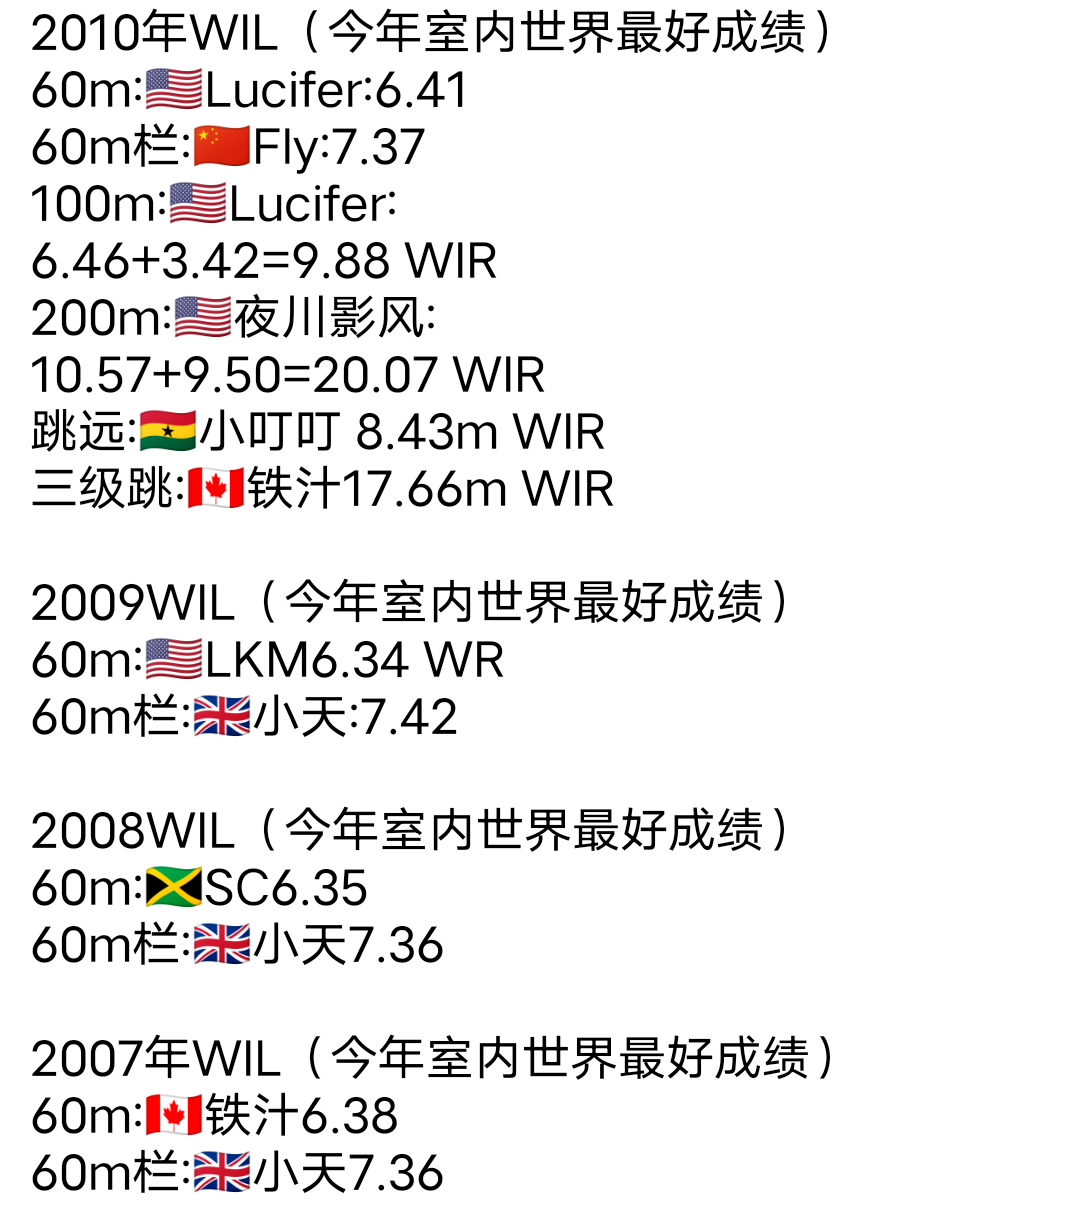 2010年WIL（今年室内世界最好成绩）
60m:🇺🇸Lucifer:6.41
60m栏:🇨🇳Fly:7.37
100m:🇺🇸Lucifer:
6.46+3.42=9.88 WIR
200m:🇺🇸夜川影风:
10.57+9.50=20.07 WIR
跳远:🇬🇭小叮叮 8.43m WIR
三级跳:🇨🇦铁汁17.66m WIR
2009WIL（今年室内世界最好成绩）
60m:🇺🇸LKM6.34 WR
60m栏:🇬🇧小天:7.42
2008WIL（今年室内世界最好成绩）
60m:🇯🇲SC6.35
60m栏:🇬🇧小天7.36
2007年WIL（今年室内世界最好成绩）
60m:🇨🇦铁汁6.38
60m栏:🇬🇧小天7.36